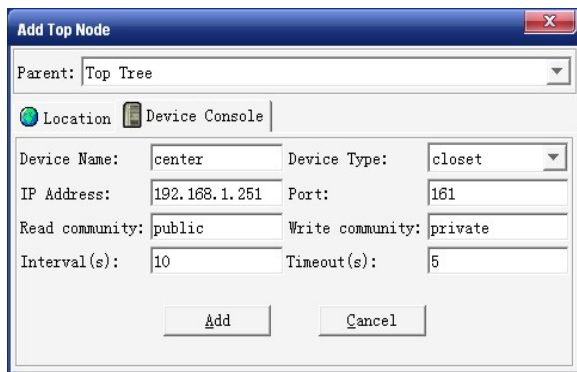 Add Top Node
Parent: Top Tree
Location Device Console
Device Name: center Device Type: closet
IP Address: 192.168.1.251 Port: 161
Read community: public Write community: private
Interval(s): 10 Timeout(s): 5
Add Cancel